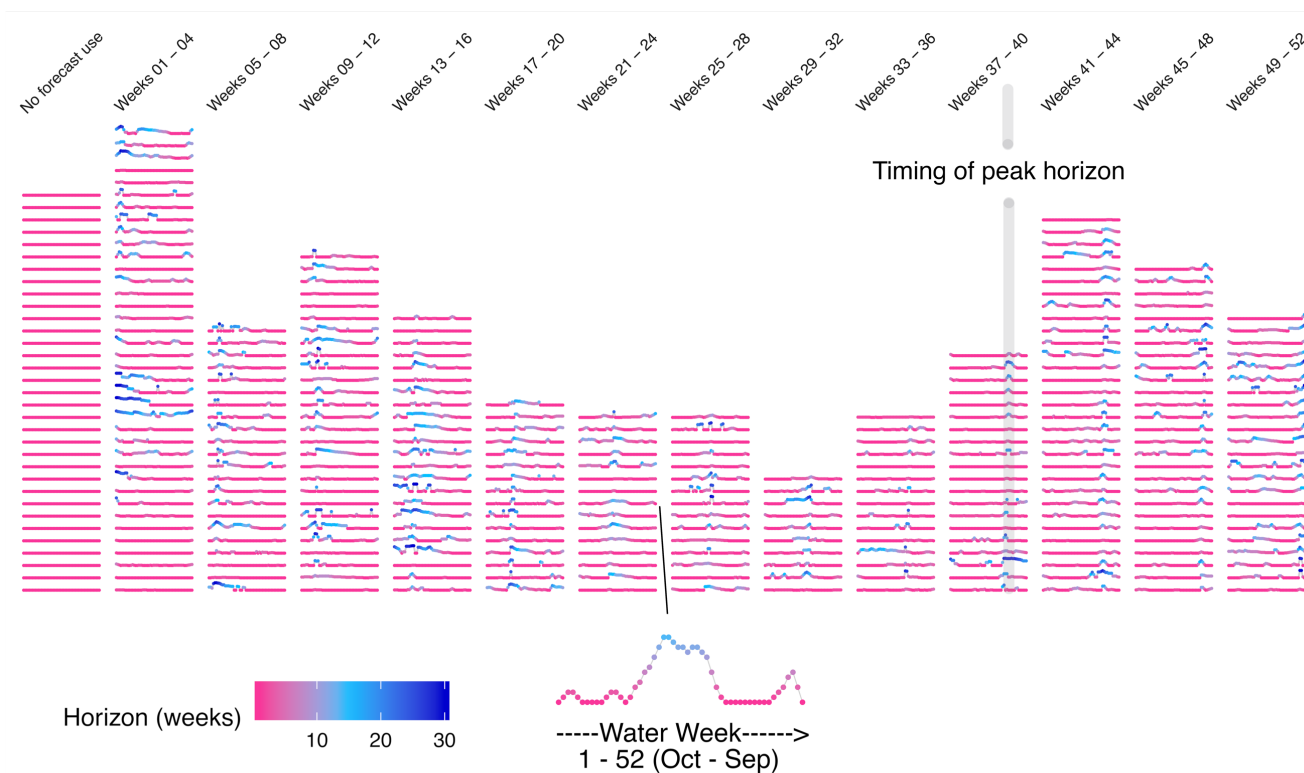 No forecast use
Weeks 01 – 04
Weeks 05 – 08
Weeks 09 – 12
Weeks 13 – 16
Weeks 17 – 20
Weeks 21 – 24
Weeks 25 – 28
Weeks 29 – 32
Weeks 33 – 36
Weeks 37 – 40
Weeks 41 – 44
Weeks 45 – 48
Weeks 49 – 52
Timing of peak horizon
Horizon (weeks)
10 20 30
-----Water Week------>
1 - 52 (Oct - Sep)